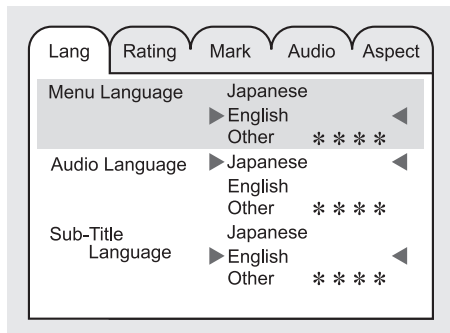 Lang Rating Mark Audio Aspect
Menu Language Japanese
English
Other ＊＊＊＊
Audio Language Japanese
English
Other ＊＊＊＊
Sub-Title Japanese
Language English
Other ＊＊＊＊